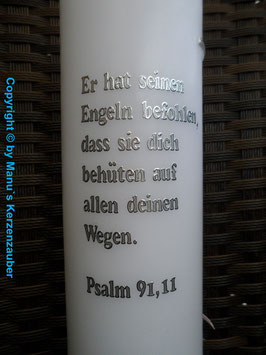 Er hat seinen
Engeln befohlen,
dass sie dich
behüten auf
allen deinen
Wegen.
Psalm 91,11
Copyright © by Manu`s Kerzenzauber